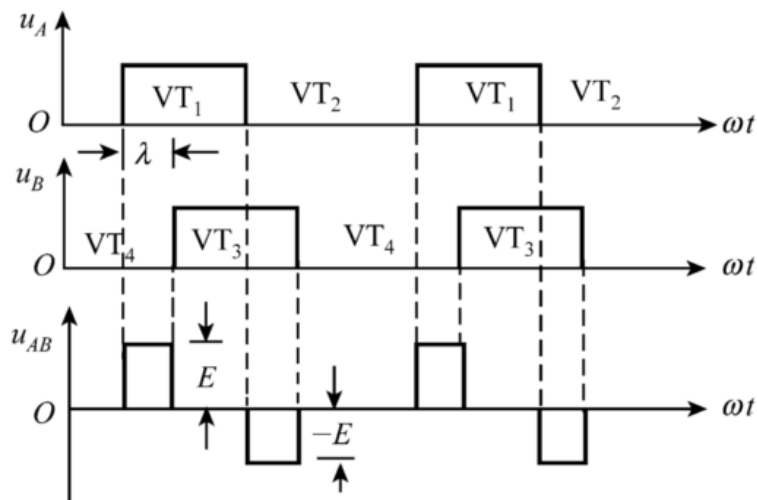 u_A
VT₁ VT₂ VT₁ VT₂
O ωt
λ
u_B
VT₄ VT₃ VT₄ VT₃
O ωt
u_AB
E
O ωt
−E